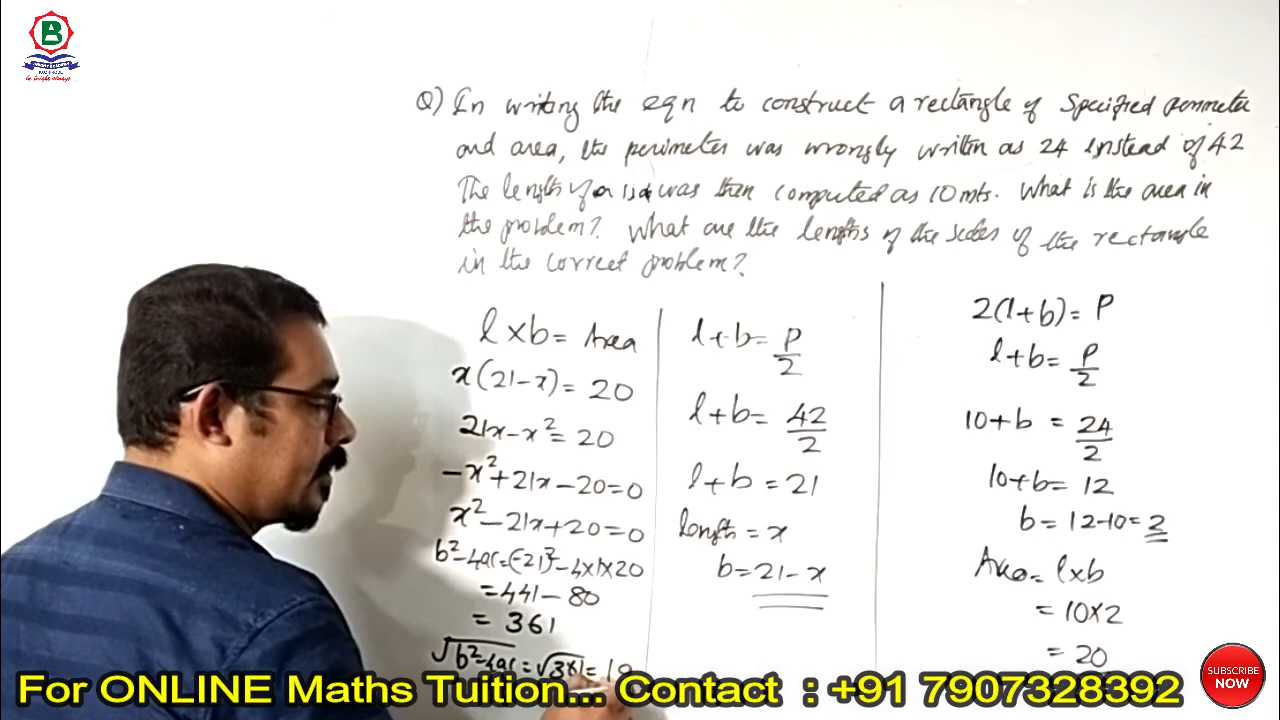 B
Q) In writing the eqn to construct a rectangle of specified perimeter
and area, the perimeter was wrongly written as 24 instead of 42
The length of a side was then computed as 10 mts. What is the area in
the problem? What are the lengths of the sides of the rectangle
in the correct problem?
l × b = Area
x(21-x) = 20
21x - x² = 20
-x² + 21x - 20 = 0
x² - 21x + 20 = 0
b² - 4ac = (-21)² - 4×1×20
= 441 - 80
= 361
√b²-4ac = √361 = 19
l + b = P/2
l + b = 42/2
l + b = 21
length = x
b = 21 - x
2(l+b) = P
l + b = P/2
10 + b = 24/2
10 + b = 12
b = 12-10 = 2
Area = l×b
= 10×2
= 20
For ONLINE Maths Tuition... Contact : +91 7907328392
SUBSCRIBE
NOW